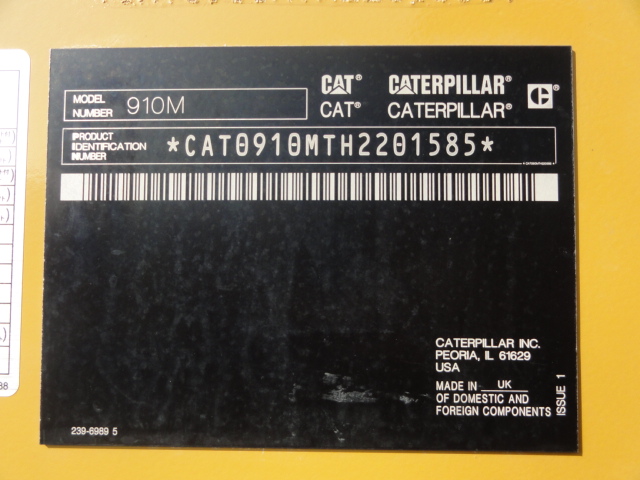 CAT® CATERPILLAR®
CAT® CATERPILLAR®
MODEL NUMBER 910M
PRODUCT IDENTIFICATION NUMBER *CAT0910MTH2201585*
CATERPILLAR INC.
PEORIA, IL 61629
USA
MADE IN UK
OF DOMESTIC AND
FOREIGN COMPONENTS
ISSUE 1
239-6989 5